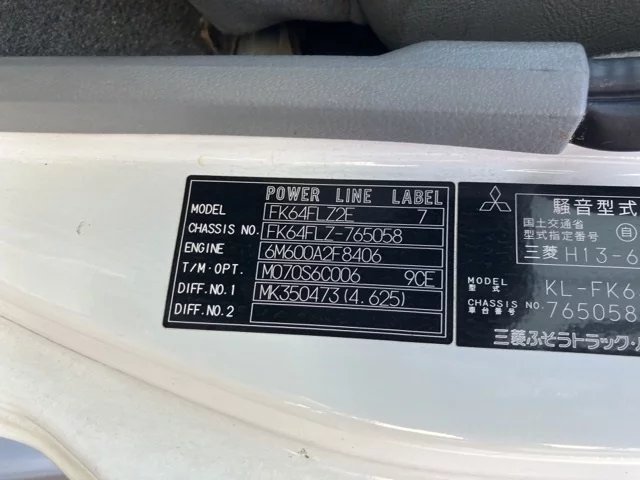 POWER LINE LABEL
MODEL FK64FLZ2E 7
CHASSIS NO. FK64FLZ-765058
ENGINE 6M600A2F8406
T/M·OPT. M070S6C006 9CE
DIFF.NO.1 MK350473(4.625)
DIFF.NO.2
騒音型式
国土交通省
型式指定番号 自
三菱 H13-6
MODEL
型式
KL-FK6
CHASSIS NO.
車台番号
765058
三菱ふそうトラック・